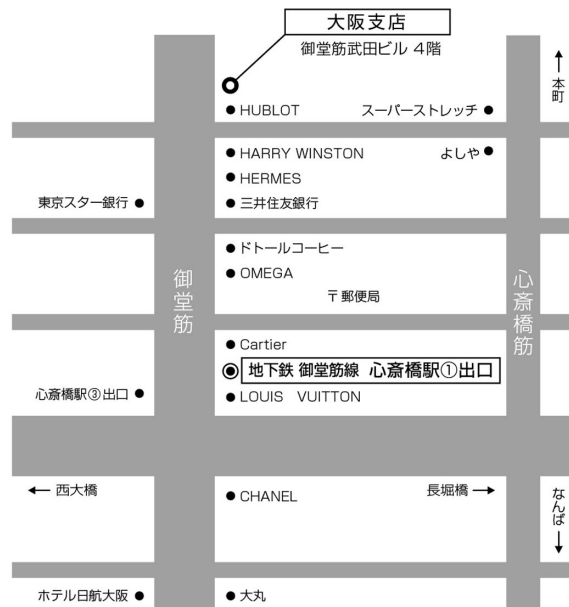 大阪支店
御堂筋武田ビル 4階
↑
本町
HUBLOT
スーパーストレッチ
HARRY WINSTON
よしや
HERMES
東京スター銀行
三井住友銀行
ドトールコーヒー
OMEGA
〒郵便局
御堂筋
心斎橋筋
Cartier
地下鉄 御堂筋線 心斎橋駅①出口
心斎橋駅③出口
LOUIS VUITTON
← 西大橋
CHANEL
長堀橋 →
なんば
↓
ホテル日航大阪
大丸